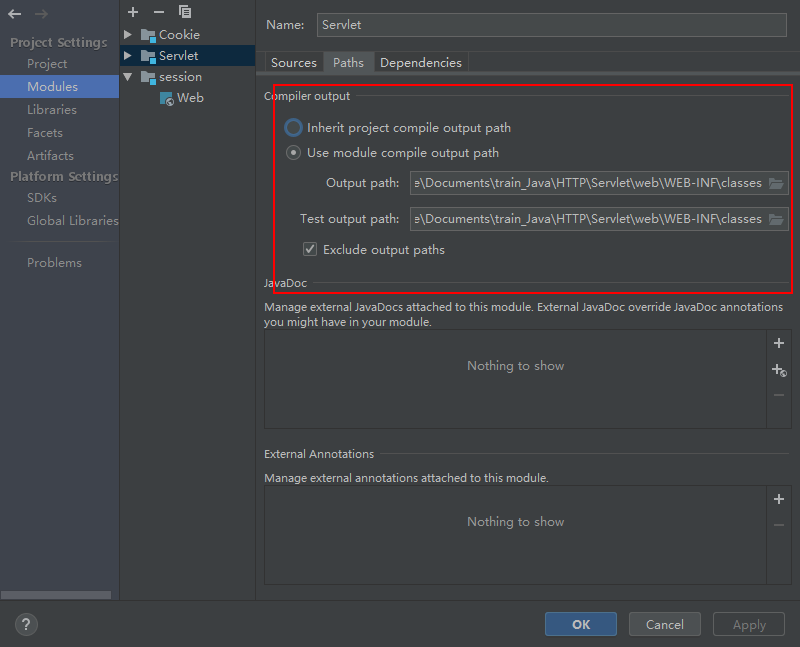 Project Settings
Project
Modules
Libraries
Facets
Artifacts
Platform Settings
SDKs
Global Libraries
Problems
Cookie
Servlet
session
Web
Name: Servlet
Sources Paths Dependencies
Compiler output
Inherit project compile output path
Use module compile output path
Output path: e\Documents\train_Java\HTTP\Servlet\web\WEB-INF\classes
Test output path: e\Documents\train_Java\HTTP\Servlet\web\WEB-INF\classes
Exclude output paths
JavaDoc
Manage external JavaDocs attached to this module. External JavaDoc override JavaDoc annotations
you might have in your module.
Nothing to show
External Annotations
Manage external annotations attached to this module.
Nothing to show
?
OK Cancel Apply